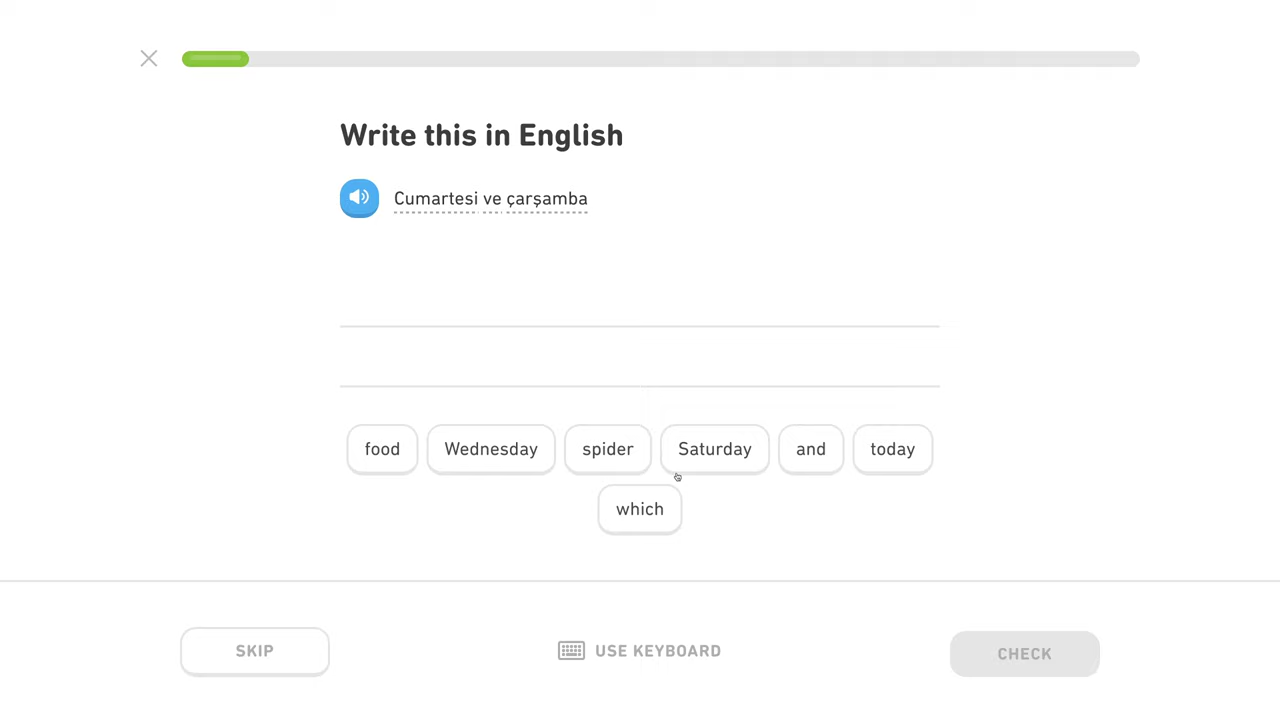 Write this in English
Cumartesi ve çarşamba
food
Wednesday
spider
Saturday
and
today
which
SKIP
USE KEYBOARD
CHECK